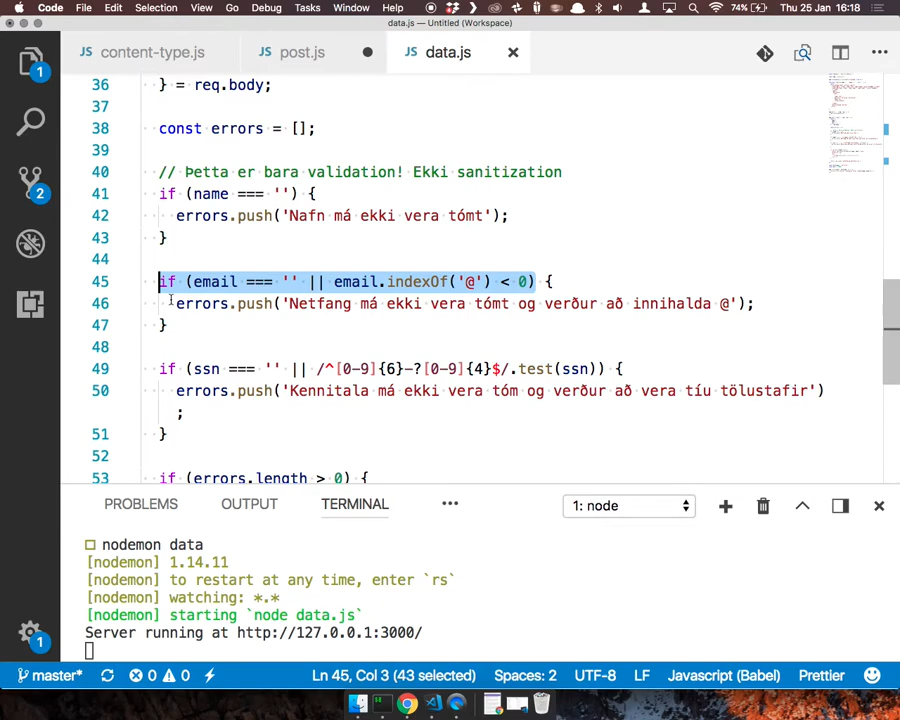 Code File Edit Selection View Go Debug Tasks Window Help 74% Thu 25 Jan 16:18
data.js — Untitled (Workspace)
JS content-type.js JS post.js JS data.js
36 } = req.body;
37
38 const errors = [];
39
40 // Þetta er bara validation! Ekki sanitization
41 if (name === '') {
42 errors.push('Nafn má ekki vera tómt');
43 }
44
45 if (email === '' || email.indexOf('@') < 0) {
46 errors.push('Netfang má ekki vera tómt og verður að innihalda @');
47 }
48
49 if (ssn === '' || /^[0-9]{6}-?[0-9]{4}$/.test(ssn)) {
50 errors.push('Kennitala má ekki vera tóm og verður að vera tíu tölustafir')
;
51 }
52
53 if (errors.length > 0) {
1
2
1
PROBLEMS OUTPUT TERMINAL ••• 1: node
nodemon data
[nodemon] 1.14.11
[nodemon] to restart at any time, enter `rs`
[nodemon] watching: *.*
[nodemon] starting `node data.js`
Server running at http://127.0.0.1:3000/
master* 0 0 Ln 45, Col 3 (43 selected) Spaces: 2 UTF-8 LF Javascript (Babel) Prettier